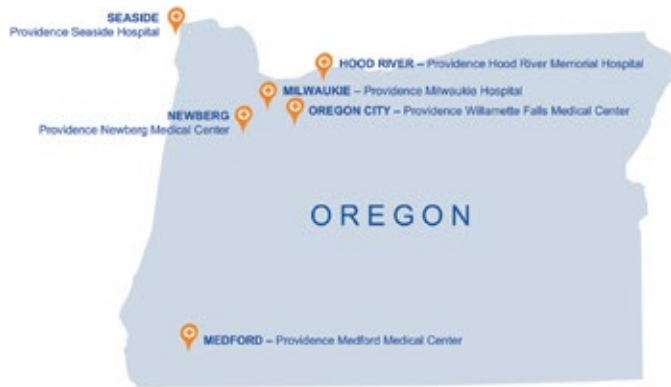 SEASIDE
Providence Seaside Hospital
HOOD RIVER – Providence Hood River Memorial Hospital
MILWAUKIE – Providence Milwaukie Hospital
OREGON CITY – Providence Willamette Falls Medical Center
NEWBERG
Providence Newberg Medical Center
OREGON
MEDFORD – Providence Medford Medical Center